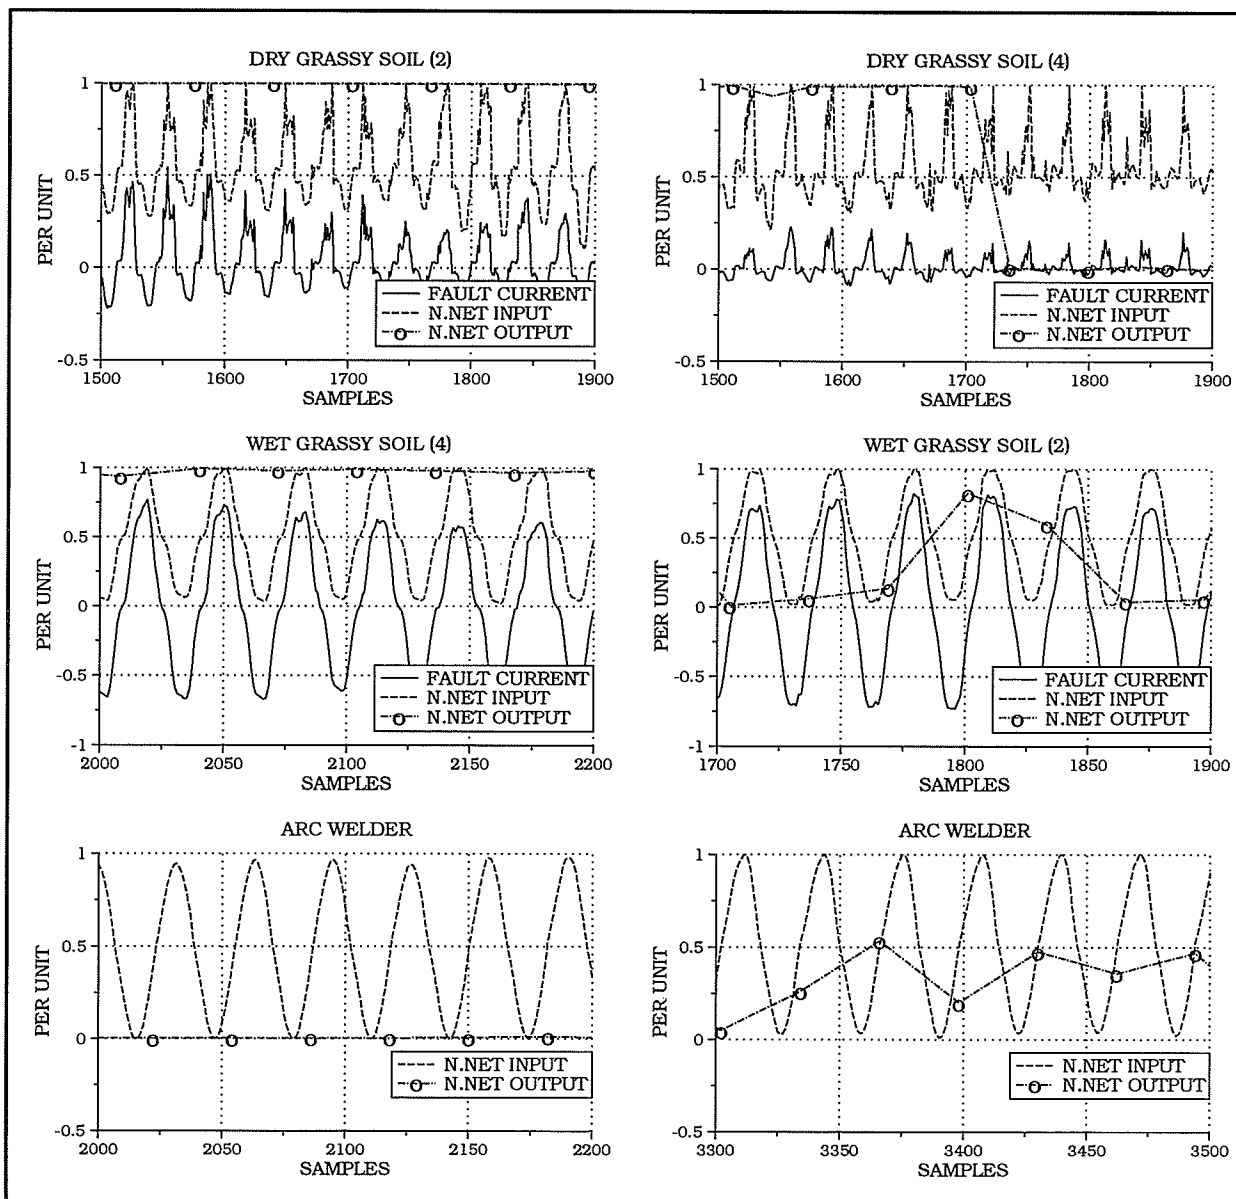 DRY GRASSY SOIL (2)
1
0.5
0
-0.5
PER UNIT
FAULT CURRENT
N.NET INPUT
N.NET OUTPUT
1500 1600 1700 1800 1900
SAMPLES
DRY GRASSY SOIL (4)
1
0.5
0
-0.5
PER UNIT
FAULT CURRENT
N.NET INPUT
N.NET OUTPUT
1500 1600 1700 1800 1900
SAMPLES
WET GRASSY SOIL (4)
1
0.5
0
-0.5
-1
PER UNIT
FAULT CURRENT
N.NET INPUT
N.NET OUTPUT
2000 2050 2100 2150 2200
SAMPLES
WET GRASSY SOIL (2)
1
0.5
0
-0.5
-1
PER UNIT
FAULT CURRENT
N.NET INPUT
N.NET OUTPUT
1700 1750 1800 1850 1900
SAMPLES
ARC WELDER
1
0.5
0
-0.5
PER UNIT
N.NET INPUT
N.NET OUTPUT
2000 2050 2100 2150 2200
SAMPLES
ARC WELDER
1
0.5
0
-0.5
PER UNIT
N.NET INPUT
N.NET OUTPUT
3300 3350 3400 3450 3500
SAMPLES